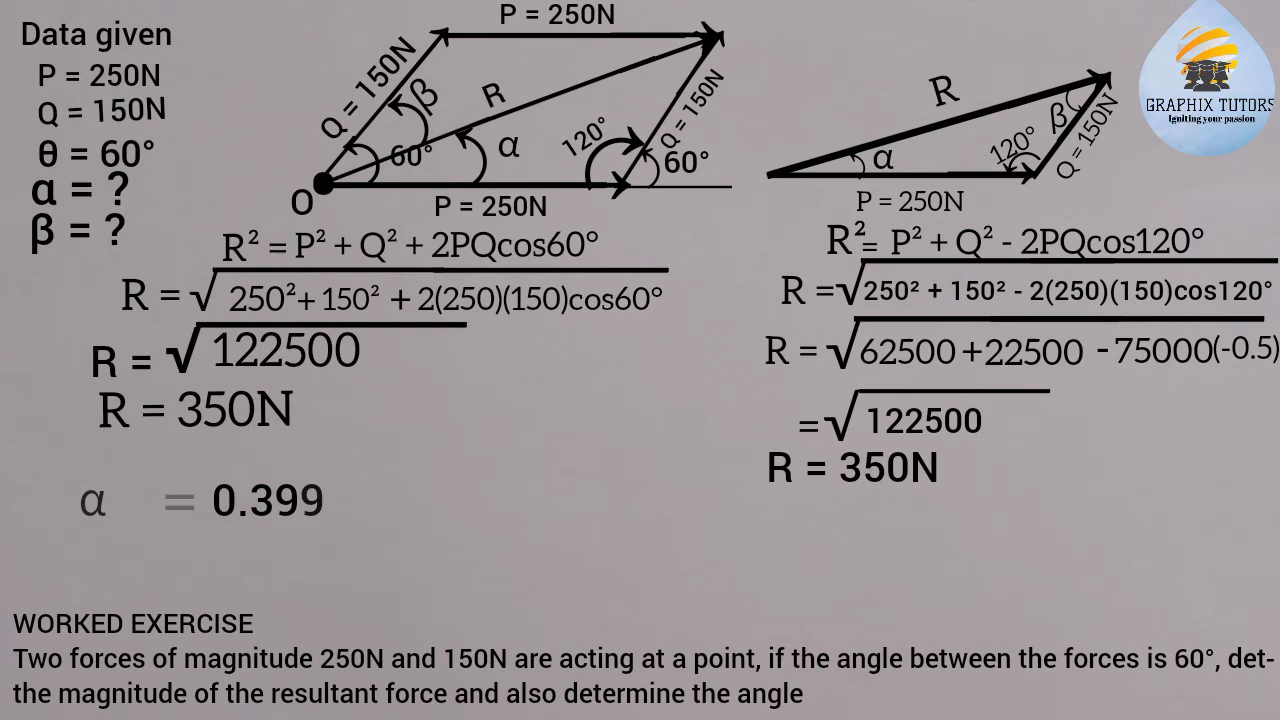 Data given
P = 250N
Q = 150N
θ = 60°
α = ?
β = ?
P = 250N
Q = 150N
β
R
α
60°
120°
Q = 150N
60°
O
P = 250N
R
α
120°
β
Q = 150N
P = 250N
GRAPHIX TUTORS
Igniting your passion
R² = P² + Q² + 2PQcos60°
R = √250² + 150² + 2(250)(150)cos60°
R = √122500
R = 350N
α = 0.399
R² = P² + Q² - 2PQcos120°
R = √250² + 150² - 2(250)(150)cos120°
R = √62500 + 22500 - 75000(-0.5)
= √122500
R = 350N
WORKED EXERCISE
Two forces of magnitude 250N and 150N are acting at a point, if the angle between the forces is 60°, det-
the magnitude of the resultant force and also determine the angle